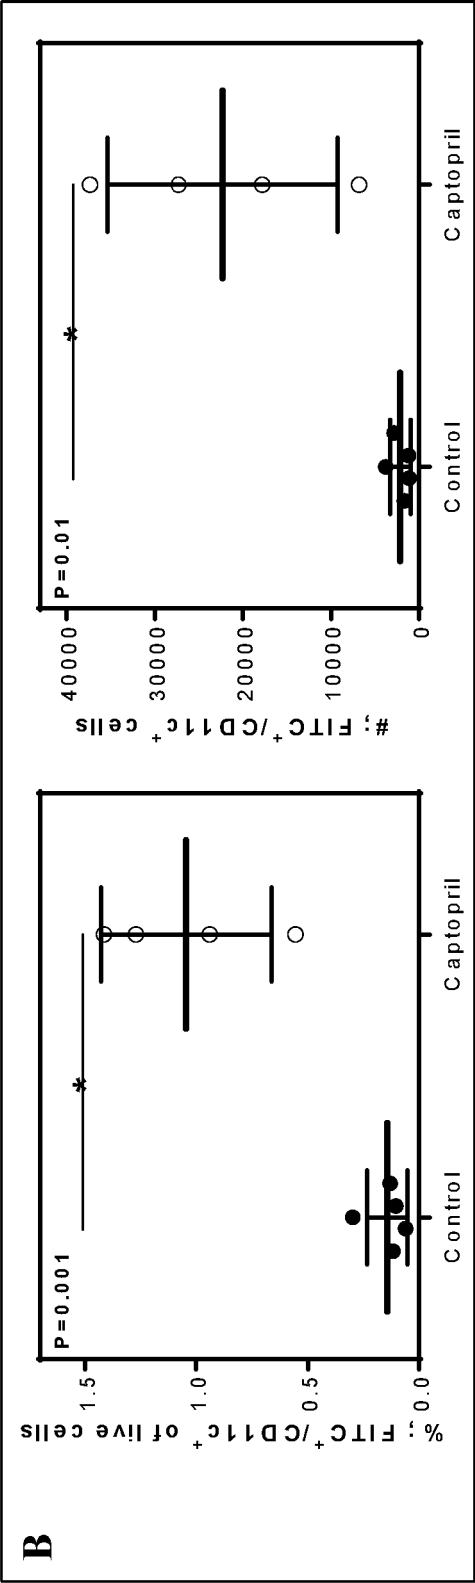 B
%; FITC⁺/CD11c⁺ of live cells
1.5
1.0
0.5
0.0
P=0.001
*
Control
Captopril
#; FITC⁺/CD11c⁺ cells
40000
30000
20000
10000
0
P=0.01
*
Control
Captopril